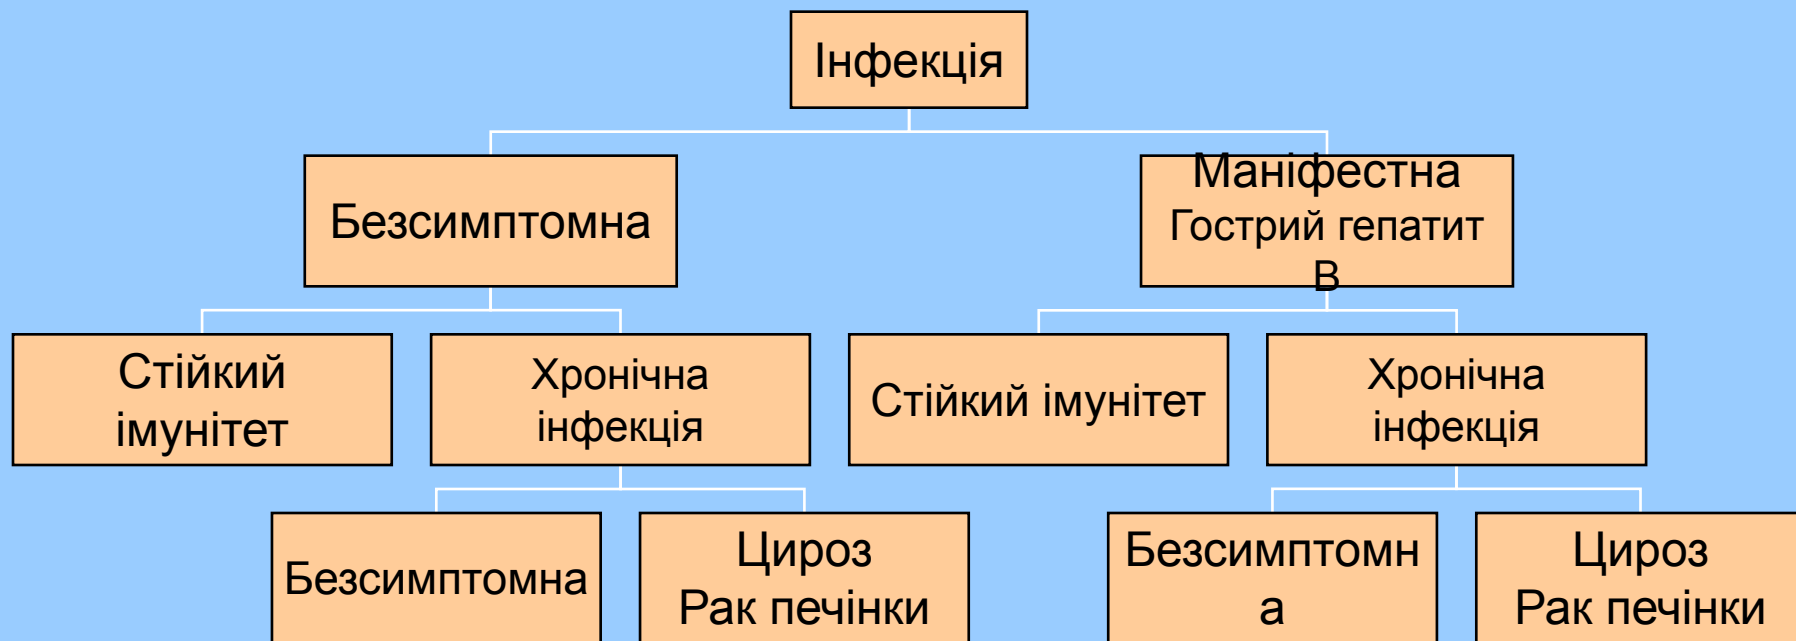 Інфекція
Безсимптомна
Маніфестна
Гострий гепатит
В
Стійкий
імунітет
Хронічна
інфекція
Стійкий імунітет
Хронічна
інфекція
Безсимптомна
Цироз
Рак печінки
Безсимптомн
а
Цироз
Рак печінки